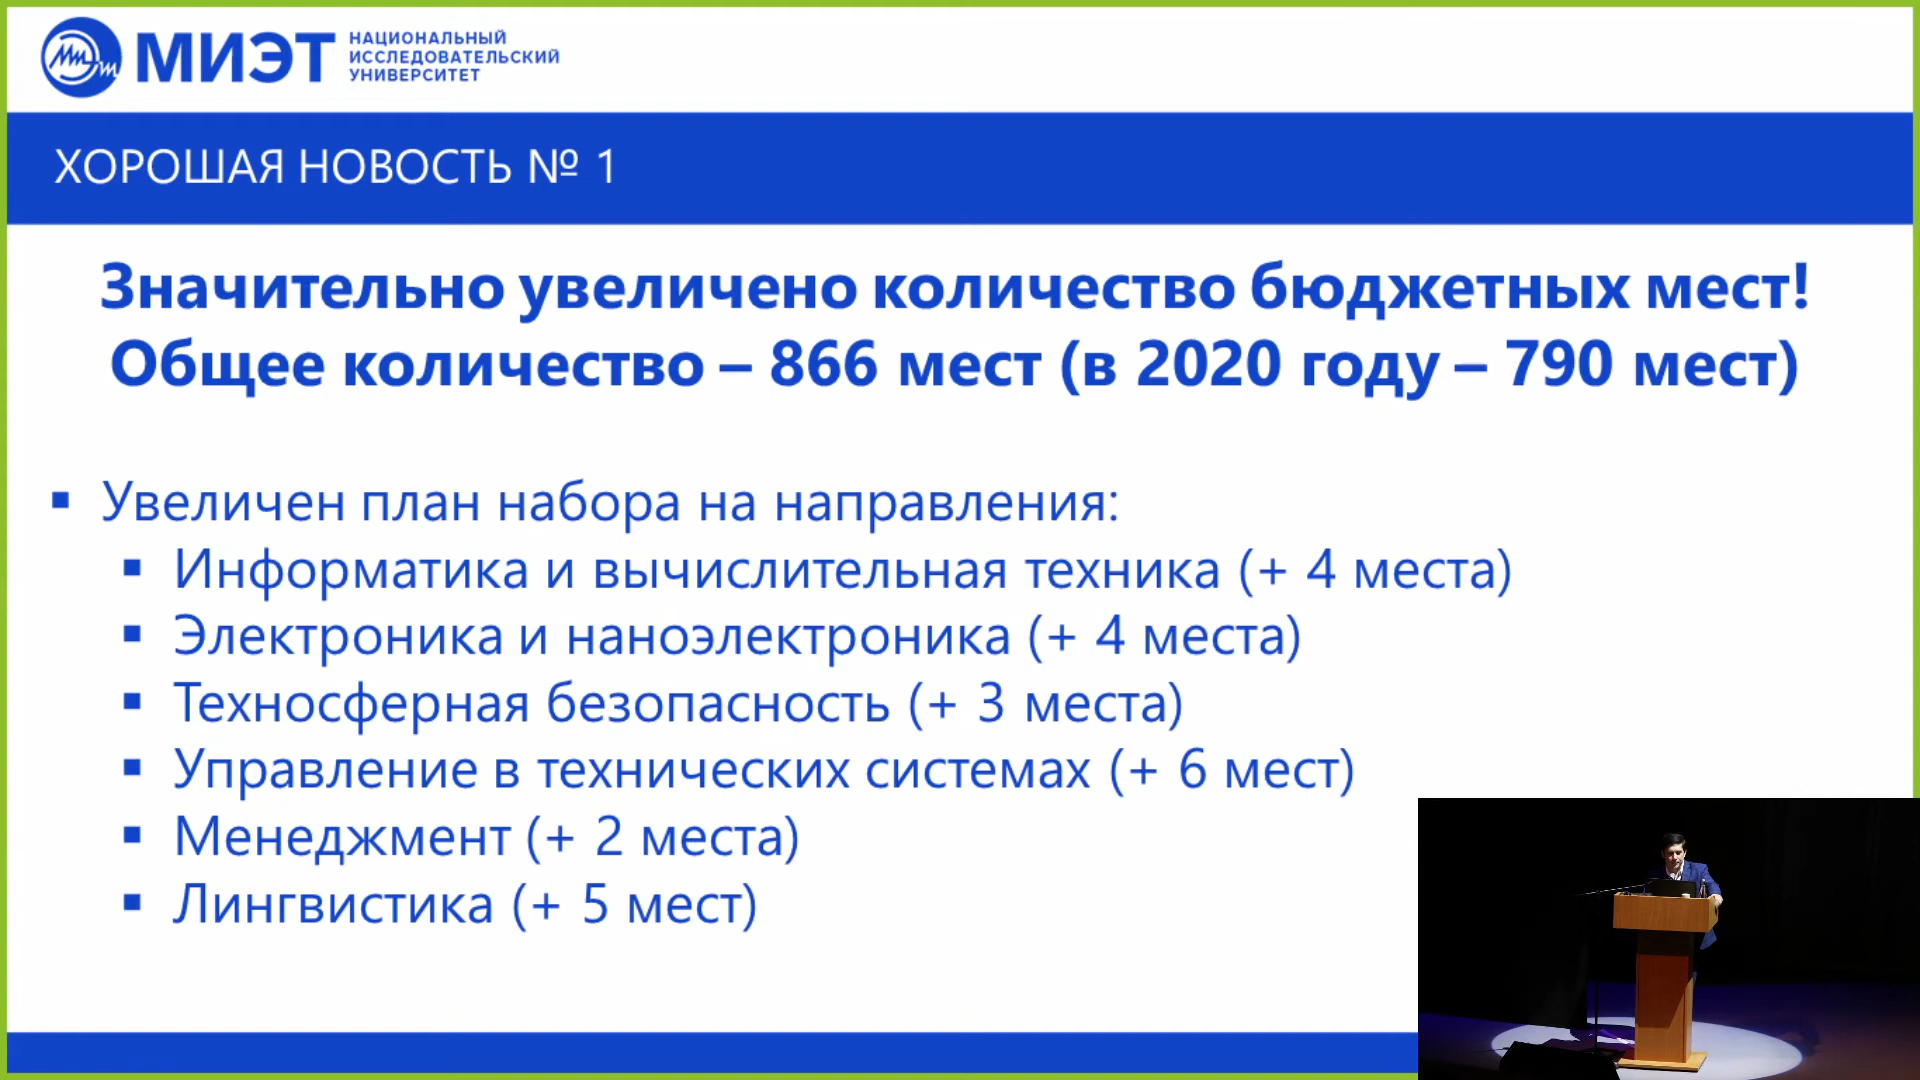 МИЭТ
НАЦИОНАЛЬНЫЙ
ИССЛЕДОВАТЕЛЬСКИЙ
УНИВЕРСИТЕТ
ХОРОШАЯ НОВОСТЬ № 1
Значительно увеличено количество бюджетных мест!
Общее количество – 866 мест (в 2020 году – 790 мест)
▪ Увеличен план набора на направления:
▪ Информатика и вычислительная техника (+ 4 места)
▪ Электроника и наноэлектроника (+ 4 места)
▪ Техносферная безопасность (+ 3 места)
▪ Управление в технических системах (+ 6 мест)
▪ Менеджмент (+ 2 места)
▪ Лингвистика (+ 5 мест)